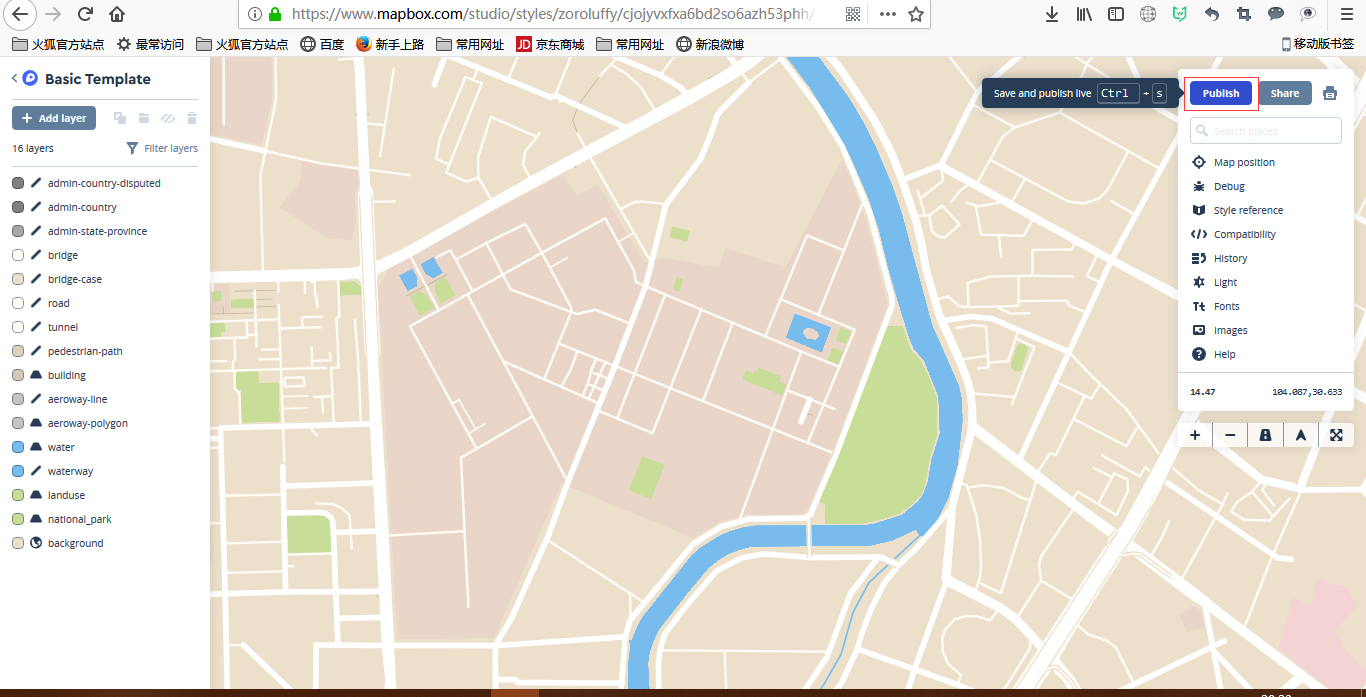 https://www.mapbox.com/studio/styles/zoroluffy/cjojyvxfxa6bd2so6azh53phh/
火狐官方站点 最常访问 火狐官方站点 百度 新手上路 常用网址 JD 京东商城 常用网址 新浪微博 移动版书签
Basic Template
Save and publish live Ctrl + s
Publish
Share
Add layer
Search places
16 layers
Filter layers
admin-country-disputed
admin-country
admin-state-province
bridge
bridge-case
road
tunnel
pedestrian-path
building
aeroway-line
aeroway-polygon
water
waterway
landuse
national_park
background
Map position
Debug
Style reference
Compatibility
History
Light
Tt Fonts
Images
Help
14.47 104.087,30.633